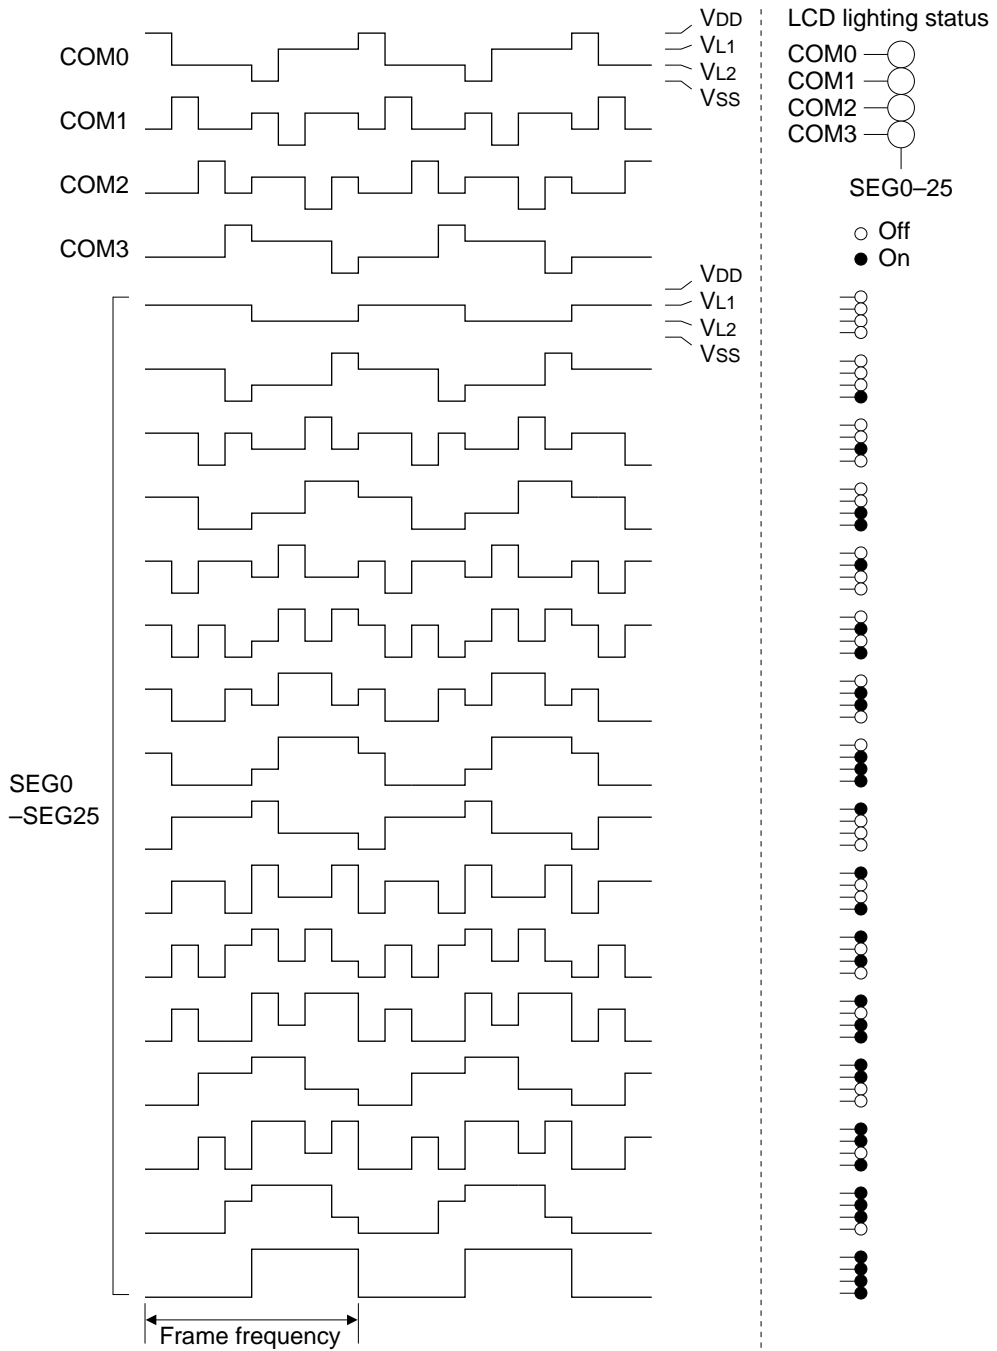 COM0
COM1
COM2
COM3
VDD
VL1
VL2
VSS
VDD
VL1
VL2
VSS
SEG0
–SEG25
Frame frequency
LCD lighting status
COM0
COM1
COM2
COM3
SEG0–25
Off
On